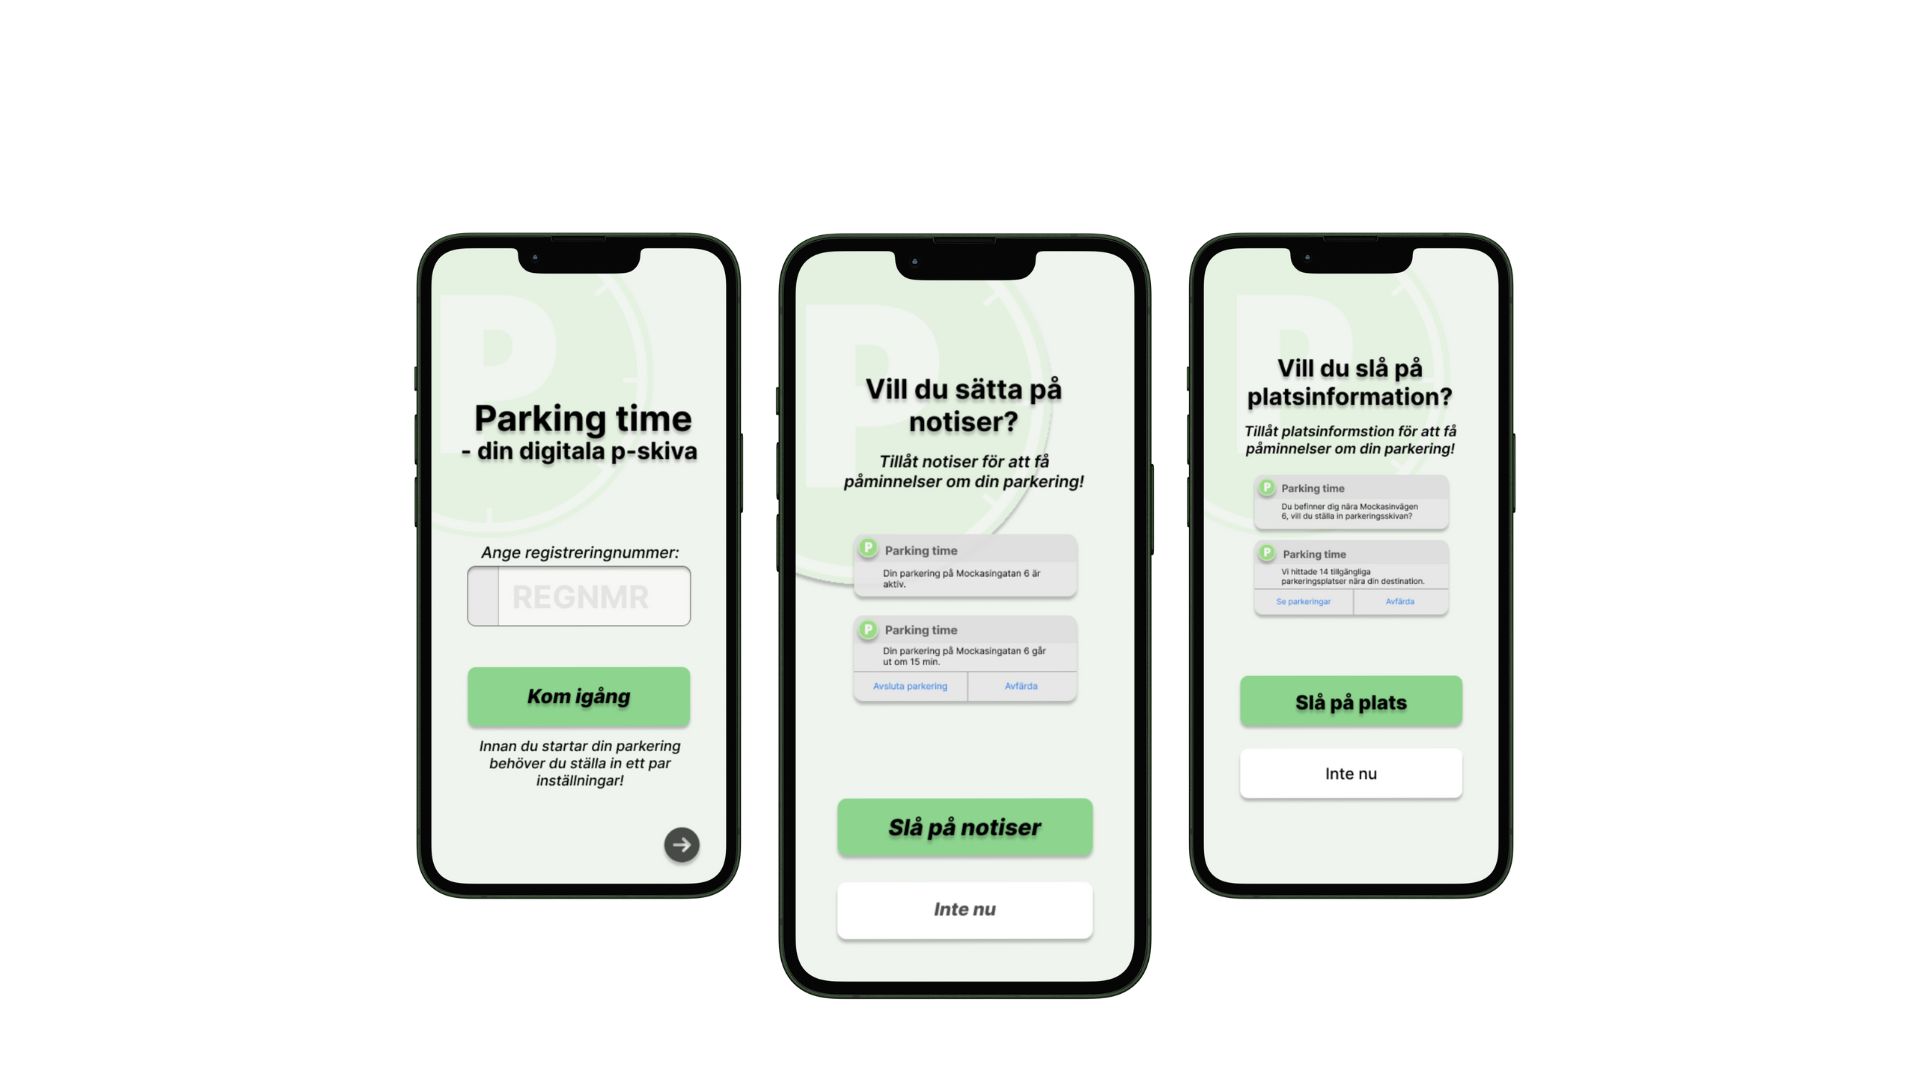 P
Parking time
- din digitala p-skiva
Ange registreringnummer:
REGNMR
Kom igång
Innan du startar din parkering
behöver du ställa in ett par
inställningar!
P
Vill du sätta på
notiser?
Tillåt notiser för att få
påminnelser om din parkering!
P Parking time
Din parkering på Mockasingatan 6 är
aktiv.
P Parking time
Din parkering på Mockasingatan 6 går
ut om 15 min.
Avsluta parkering Avfärda
Slå på notiser
Inte nu
P
Vill du slå på
platsinformation?
Tillåt platsinformstion för att få
påminnelser om din parkering!
P Parking time
Du befinner dig nära Mockasinvägen
6, vill du ställa in parkeringsskivan?
P Parking time
Vi hittade 14 tillgängliga
parkeringsplatser nära din destination.
Se parkeringar Avfärda
Slå på plats
Inte nu